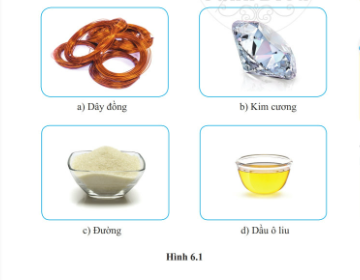 a) Dây đồng
b) Kim cương
c) Đường
d) Dầu ô liu
Hình 6.1